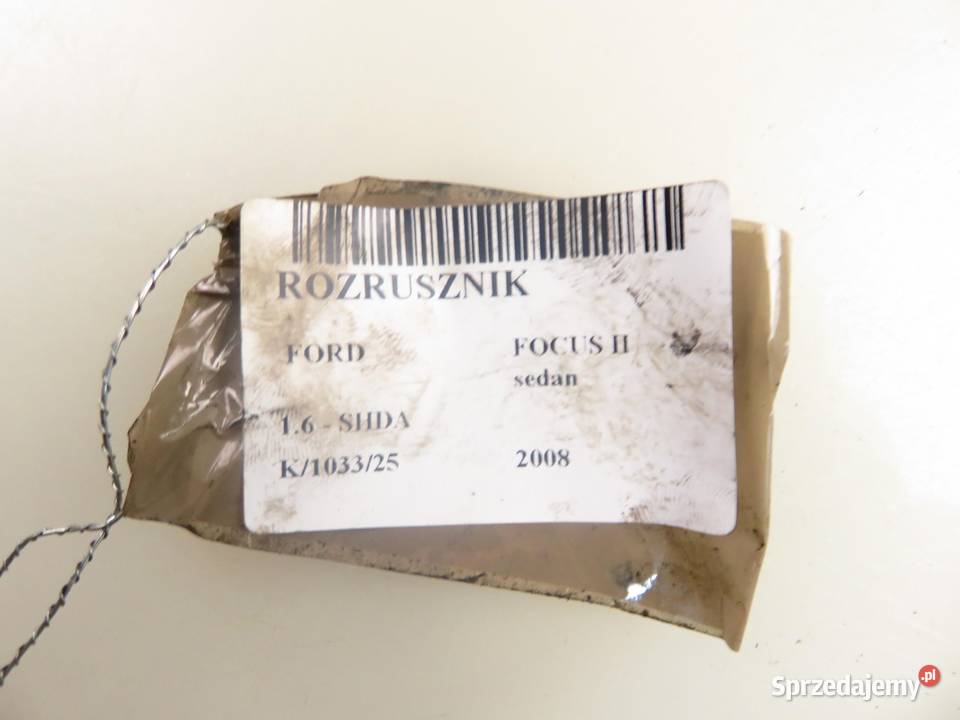 ROZRUSZNIK
FORD FOCUS II
sedan
1.6 - SHDA
K/1033/25 2008
Sprzedajemy.pl